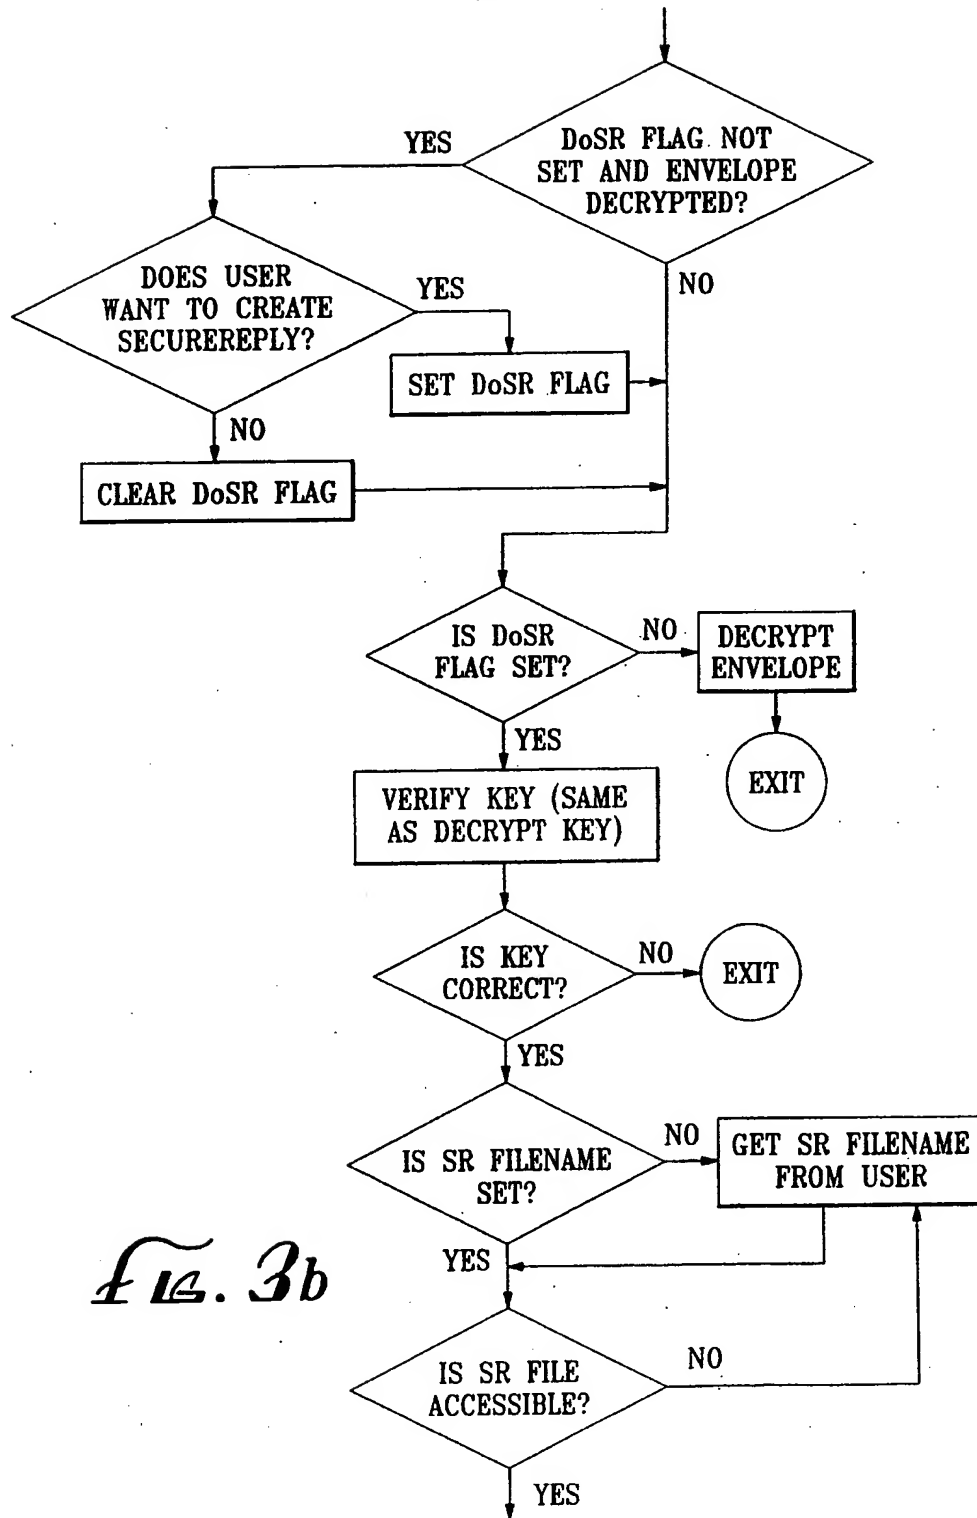 DoSR FLAG NOT
SET AND ENVELOPE
DECRYPTED?
YES
NO
DOES USER
WANT TO CREATE
SECUREREPLY?
YES
SET DoSR FLAG
NO
CLEAR DoSR FLAG
IS DoSR
FLAG SET?
NO
DECRYPT
ENVELOPE
EXIT
YES
VERIFY KEY (SAME
AS DECRYPT KEY)
IS KEY
CORRECT?
NO
EXIT
YES
IS SR FILENAME
SET?
NO
GET SR FILENAME
FROM USER
YES
FIG. 3b
IS SR FILE
ACCESSIBLE?
NO
YES